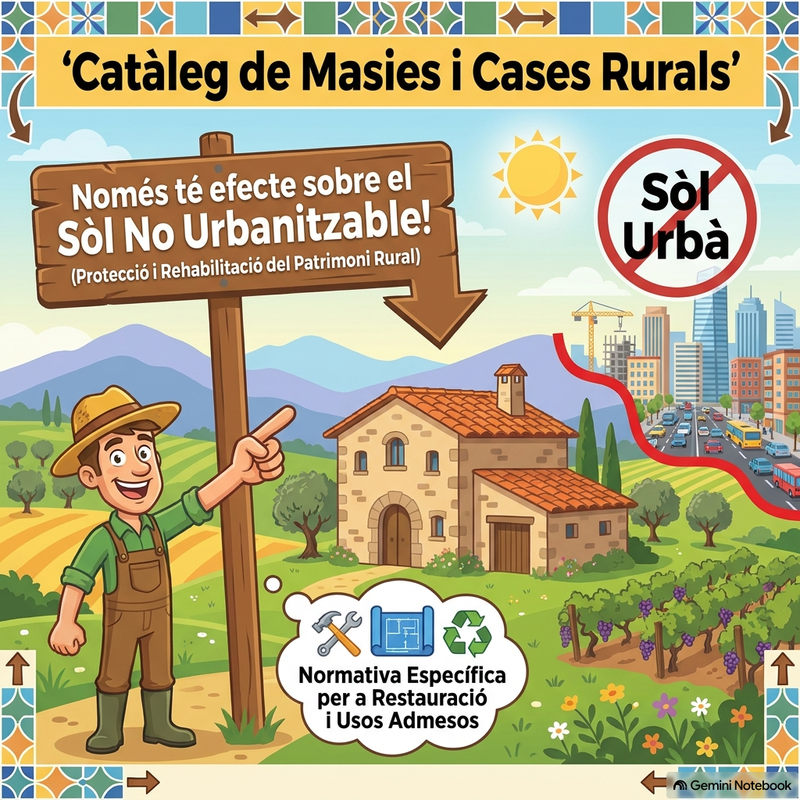 ‘Catàleg de Masies i Cases Rurals’
Només té efecte sobre el
Sòl No Urbanitzable!
(Protecció i Rehabilitació del Patrimoni Rural)
Sòl
Urbà
Normativa Específica
per a Restauració
i Usos Admesos
Gemini Notebook